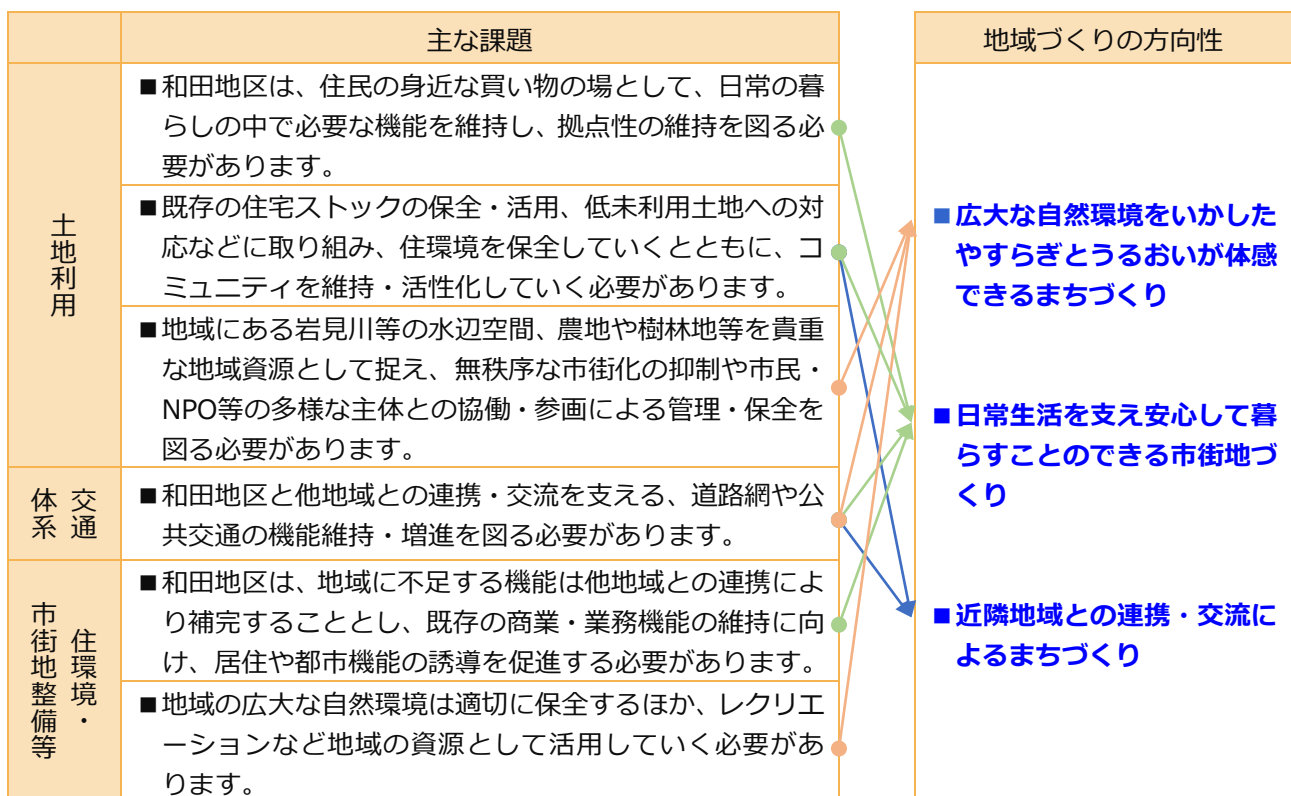 主な課題
地域づくりの方向性
土地利用
■和田地区は、住民の身近な買い物の場として、日常の暮
らしの中で必要な機能を維持し、拠点性の維持を図る必
要があります。
■既存の住宅ストックの保全・活用、低未利用土地への対
応などに取り組み、住環境を保全していくとともに、コ
ミュニティを維持・活性化していく必要があります。
■地域にある岩見川等の水辺空間、農地や樹林地等を貴重
な地域資源として捉え、無秩序な市街化の抑制や市民・
NPO等の多様な主体との協働・参画による管理・保全を
図る必要があります。
交通
体系
■和田地区と他地域との連携・交流を支える、道路網や公
共交通の機能維持・増進を図る必要があります。
住環境・
市街地整備等
■和田地区は、地域に不足する機能は他地域との連携によ
り補完することとし、既存の商業・業務機能の維持に向
け、居住や都市機能の誘導を促進する必要があります。
■地域の広大な自然環境は適切に保全するほか、レクリエ
ーションなど地域の資源として活用していく必要があ
ります。
■広大な自然環境をいかした
やすらぎとうるおいが体感
できるまちづくり
■日常生活を支え安心して暮
らすことのできる市街地づ
くり
■近隣地域との連携・交流に
よるまちづくり